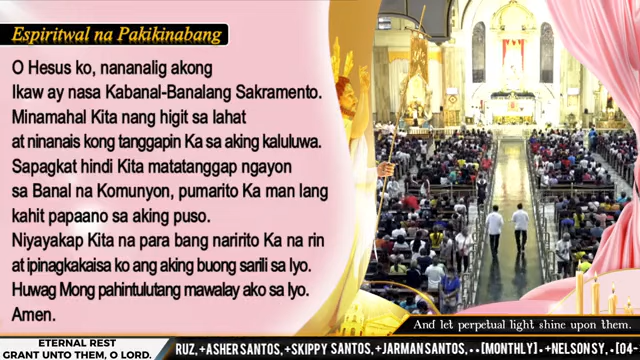 Espiritwal na Pakikinabang
O Hesus ko, nananalig akong
Ikaw ay nasa Kabanal-Banalang Sakramento.
Minamahal Kita nang higit sa lahat
at ninanais kong tanggapin Ka sa aking kaluluwa.
Sapagkat hindi Kita matatanggap ngayon
sa Banal na Komunyon, pumarito Ka man lang
kahit papaano sa aking puso.
Niyayakap Kita na para bang naririto Ka na rin
at ipinagkakaisa ko ang aking buong sarili sa Iyo.
Huwag Mong pahintulutang mawalay ako sa Iyo.
Amen.
And let perpetual light shine upon them.
ETERNAL REST
GRANT UNTO THEM, O LORD.
RUZ, +ASHER SANTOS, +SKIPPY SANTOS, +JARMAN SANTOS, • • [MONTHLY] • +NELSON SY, • [04